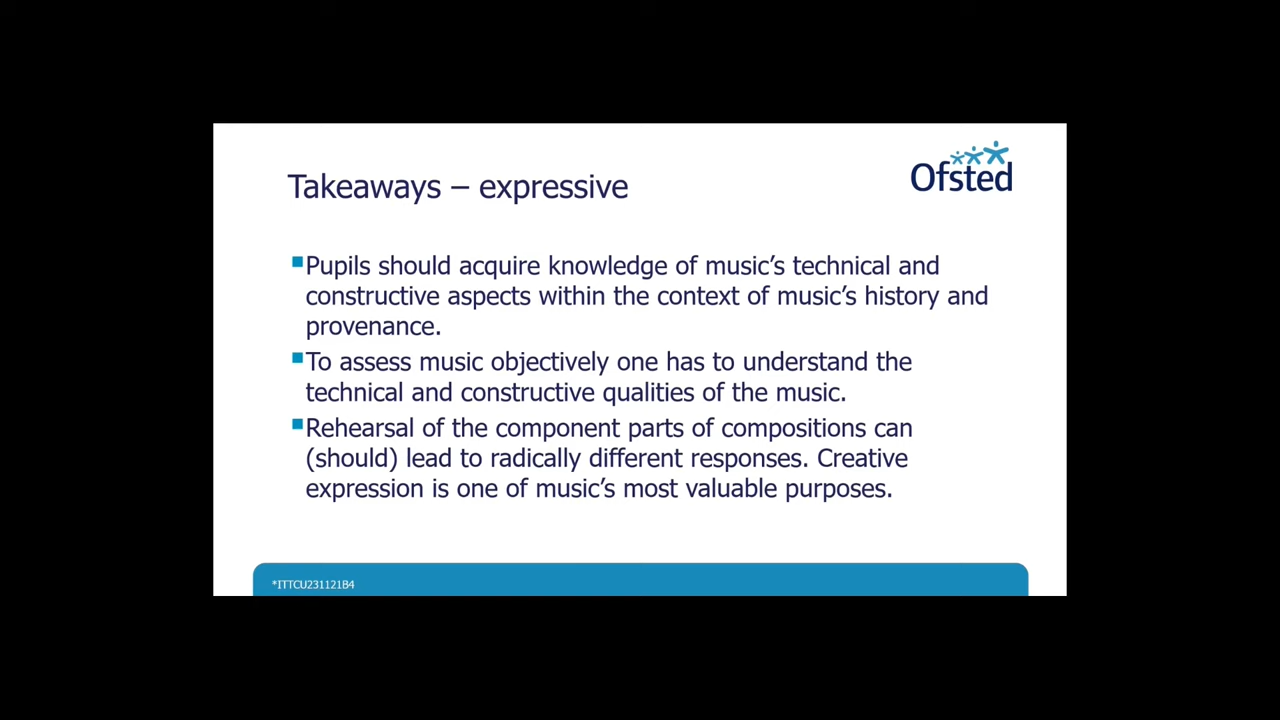 Takeaways – expressive
Ofsted
▪Pupils should acquire knowledge of music’s technical and
constructive aspects within the context of music’s history and
provenance.
▪To assess music objectively one has to understand the
technical and constructive qualities of the music.
▪Rehearsal of the component parts of compositions can
(should) lead to radically different responses. Creative
expression is one of music’s most valuable purposes.
*ITTCU231121B4